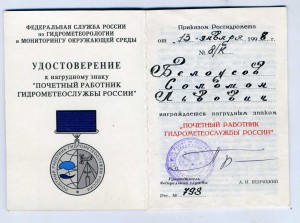 ФЕДЕРАЛЬНАЯ СЛУЖБА РОССИИ
ПО ГИДРОМЕТЕОРОЛОГИИ
И МОНИТОРИНГУ ОКРУЖАЮЩЕЙ СРЕДЫ
УДОСТОВЕРЕНИЕ
к нагрудному знаку
"ПОЧЕТНЫЙ РАБОТНИК
ГИДРОМЕТЕОСЛУЖБЫ РОССИИ"
Приказом Росгидромета
от 13 января 199 г.
№ 8/к
Белоусов
Соломон
Львович
награждается нагрудным знаком
"ПОЧЕТНЫЙ РАБОТНИК
ГИДРОМЕТЕОСЛУЖБЫ РОССИИ"
Руководитель
Федеральной службы
А. И. БЕДРИЦКИЙ
Рег. № 793